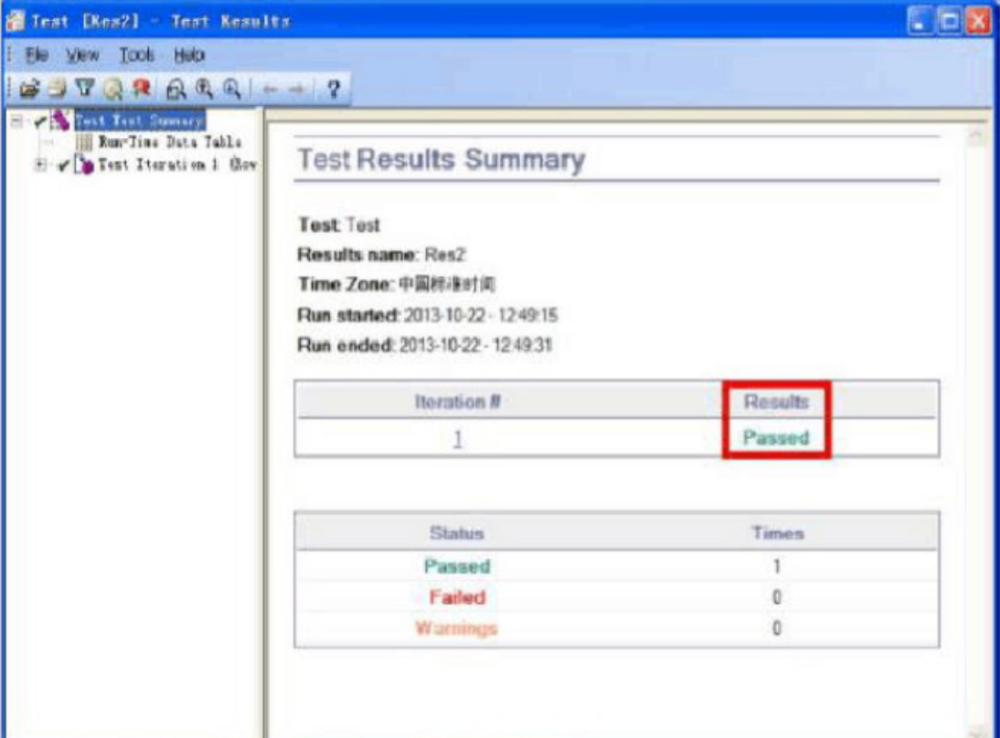 Test [Res2] - Test Results
File View Tools Help
Test Test Summary
Run-Time Data Table
Test Iteration 1 (Row
Test Results Summary
Test: Test
Results name: Res2
Time Zone: 中国标准时间
Run started: 2013-10-22 - 12:49:15
Run ended: 2013-10-22 - 12:49:31
Iteration # Results
1 Passed
Status Times
Passed 1
Failed 0
Warnings 0